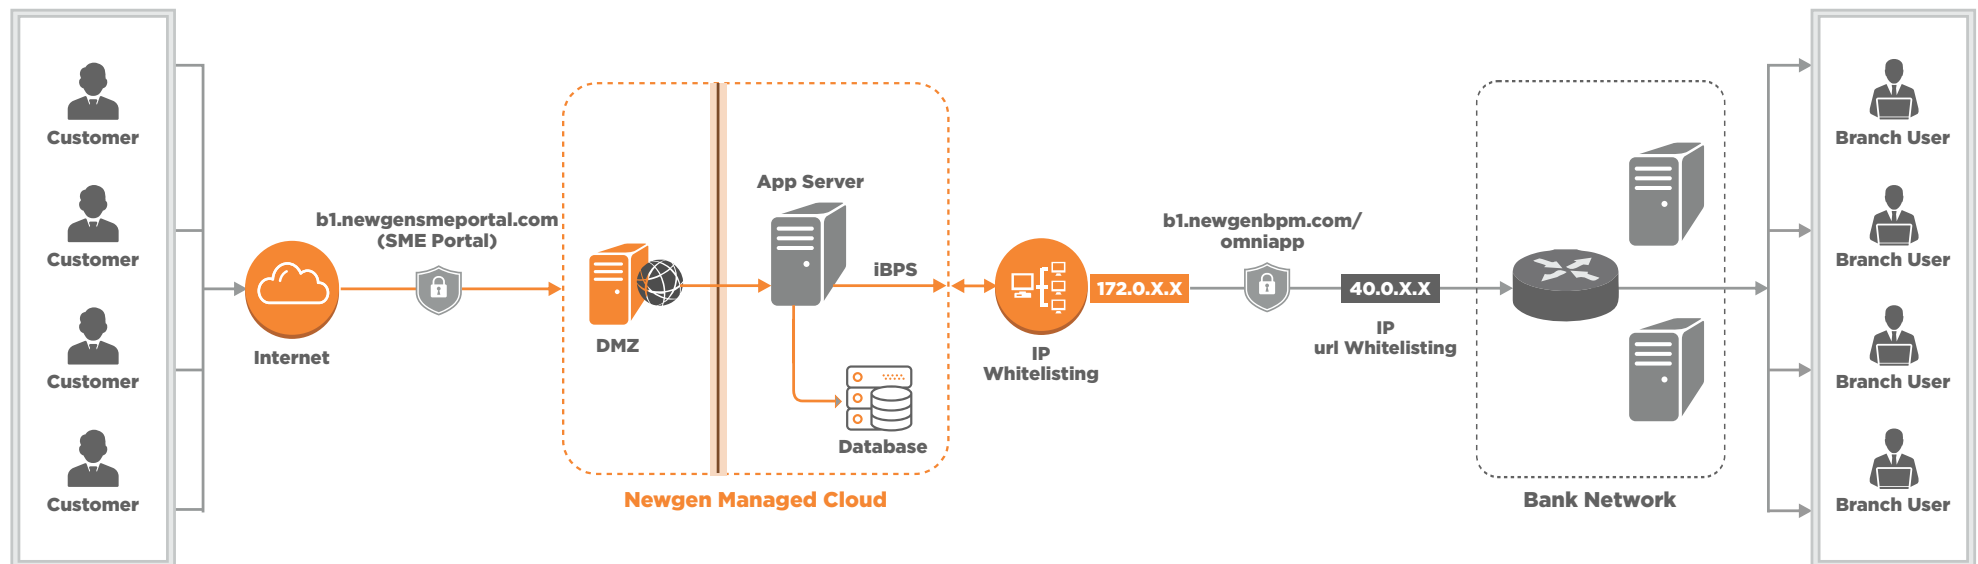 Customer
Customer
Customer
Customer
Internet
b1.newgensmeportal.com
(SME Portal)
DMZ
App Server
iBPS
Database
Newgen Managed Cloud
IP
Whitelisting
172.0.X.X
b1.newgenbpm.com/
omniapp
40.0.X.X
IP
url Whitelisting
Bank Network
Branch User
Branch User
Branch User
Branch User